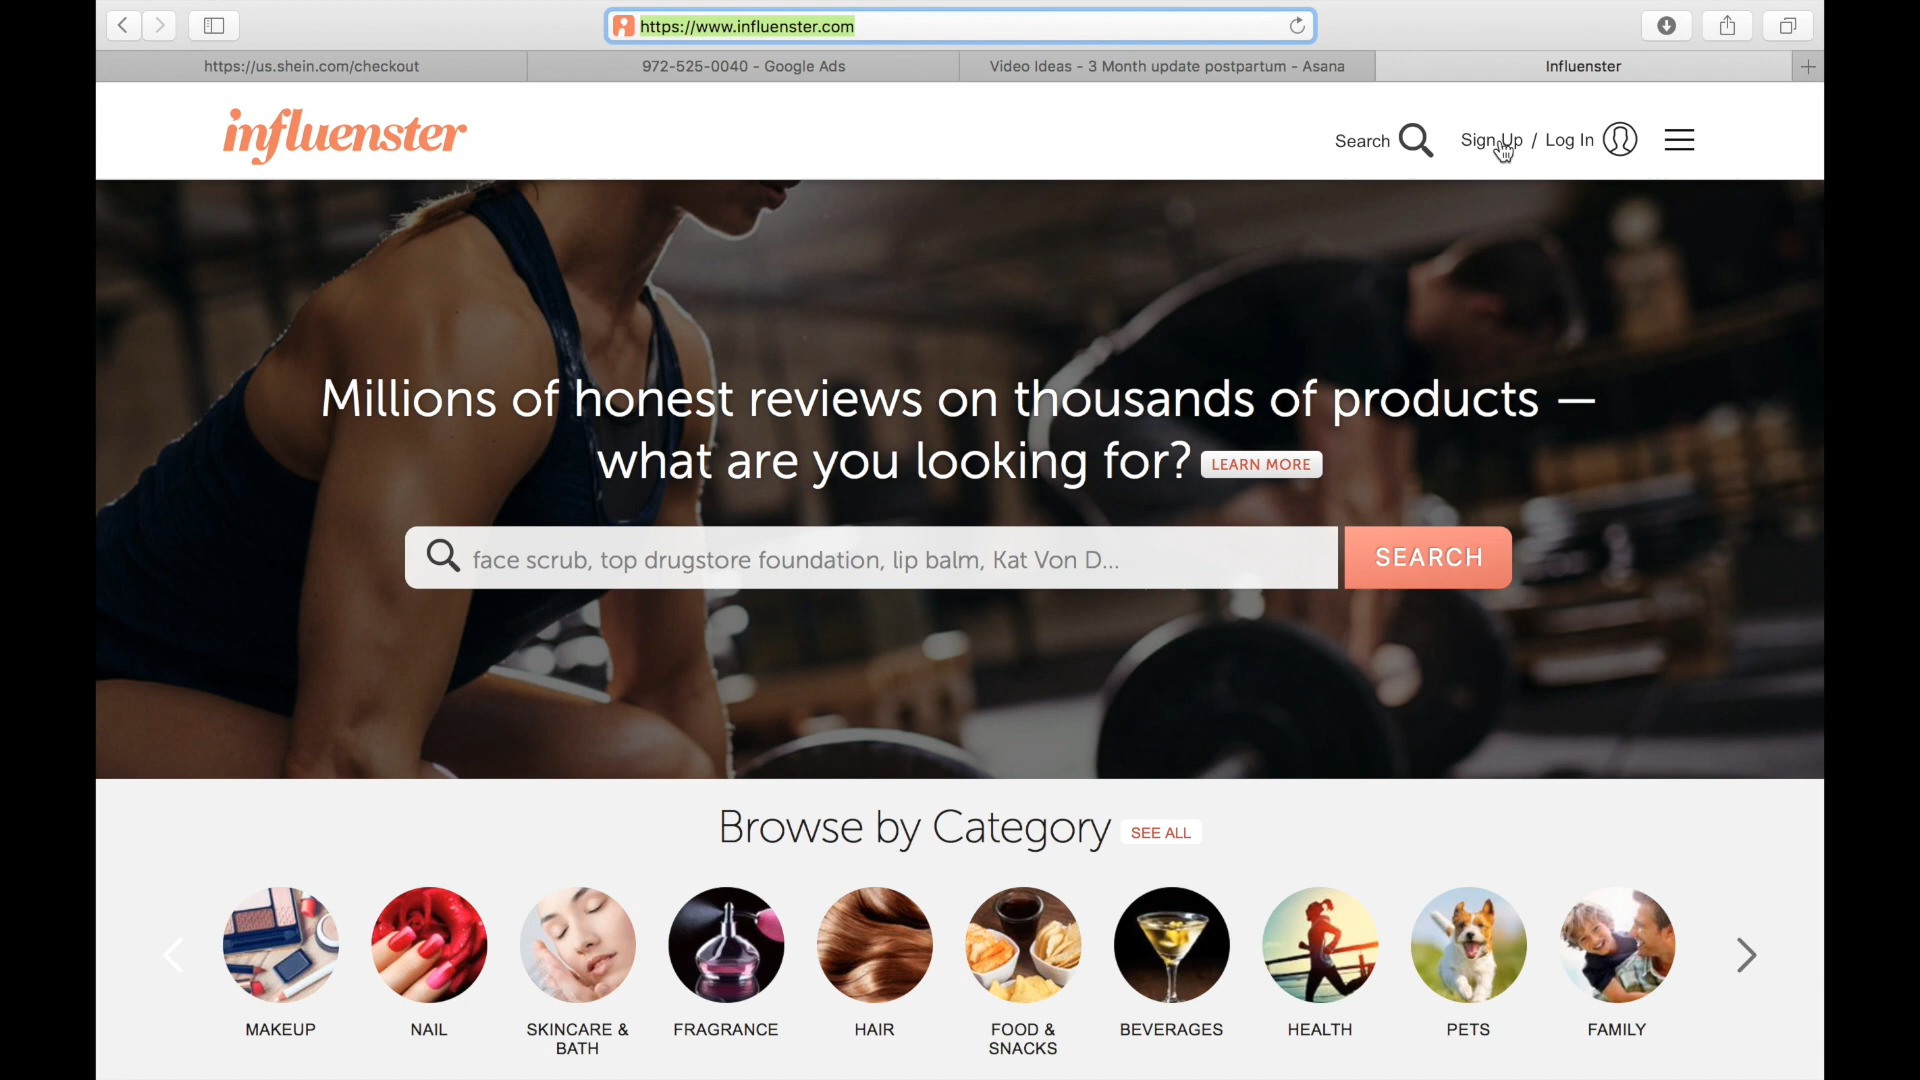 https://www.influenster.com
https://us.shein.com/checkout
972-525-0040 - Google Ads
Video Ideas - 3 Month update postpartum - Asana
Influenster
influenster
Search
Sign Up / Log In
Millions of honest reviews on thousands of products —
what are you looking for? LEARN MORE
face scrub, top drugstore foundation, lip balm, Kat Von D...
SEARCH
Browse by Category SEE ALL
MAKEUP
NAIL
SKINCARE &
BATH
FRAGRANCE
HAIR
FOOD &
SNACKS
BEVERAGES
HEALTH
PETS
FAMILY